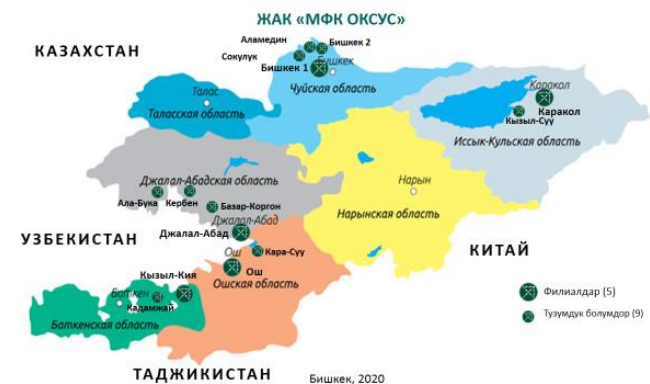 ЖАК «МФК ОКСУС»
КАЗАХСТАН
Аламедин
Бишкек 2
Сокулук
Бишкек 1
Бишкек
Чуйская область
Талас
Таласская область
Каракол
Каракол
Кызыл-Суу
Иссык-Кульская область
Джалал-Абадская область
Ала-Бука
Кербен
Базар-Коргон
Джалал-Абад
Джалал-Абад
Нарын
Нарынская область
УЗБЕКИСТАН
КИТАЙ
Кара-Суу
Ош
Ош
Ошская область
Кызыл-Кия
Баткен
Кадамжай
Баткенская область
Филиалдар (5)
Тузумдук болумдор (9)
ТАДЖИКИСТАН
Бишкек, 2020